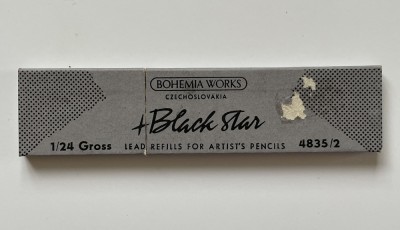 BOHEMIA WORKS
CZECHOSLOVAKIA
+Black Star
1/24 Gross LEAD REFILLS FOR ARTIST'S PENCILS 4835/2